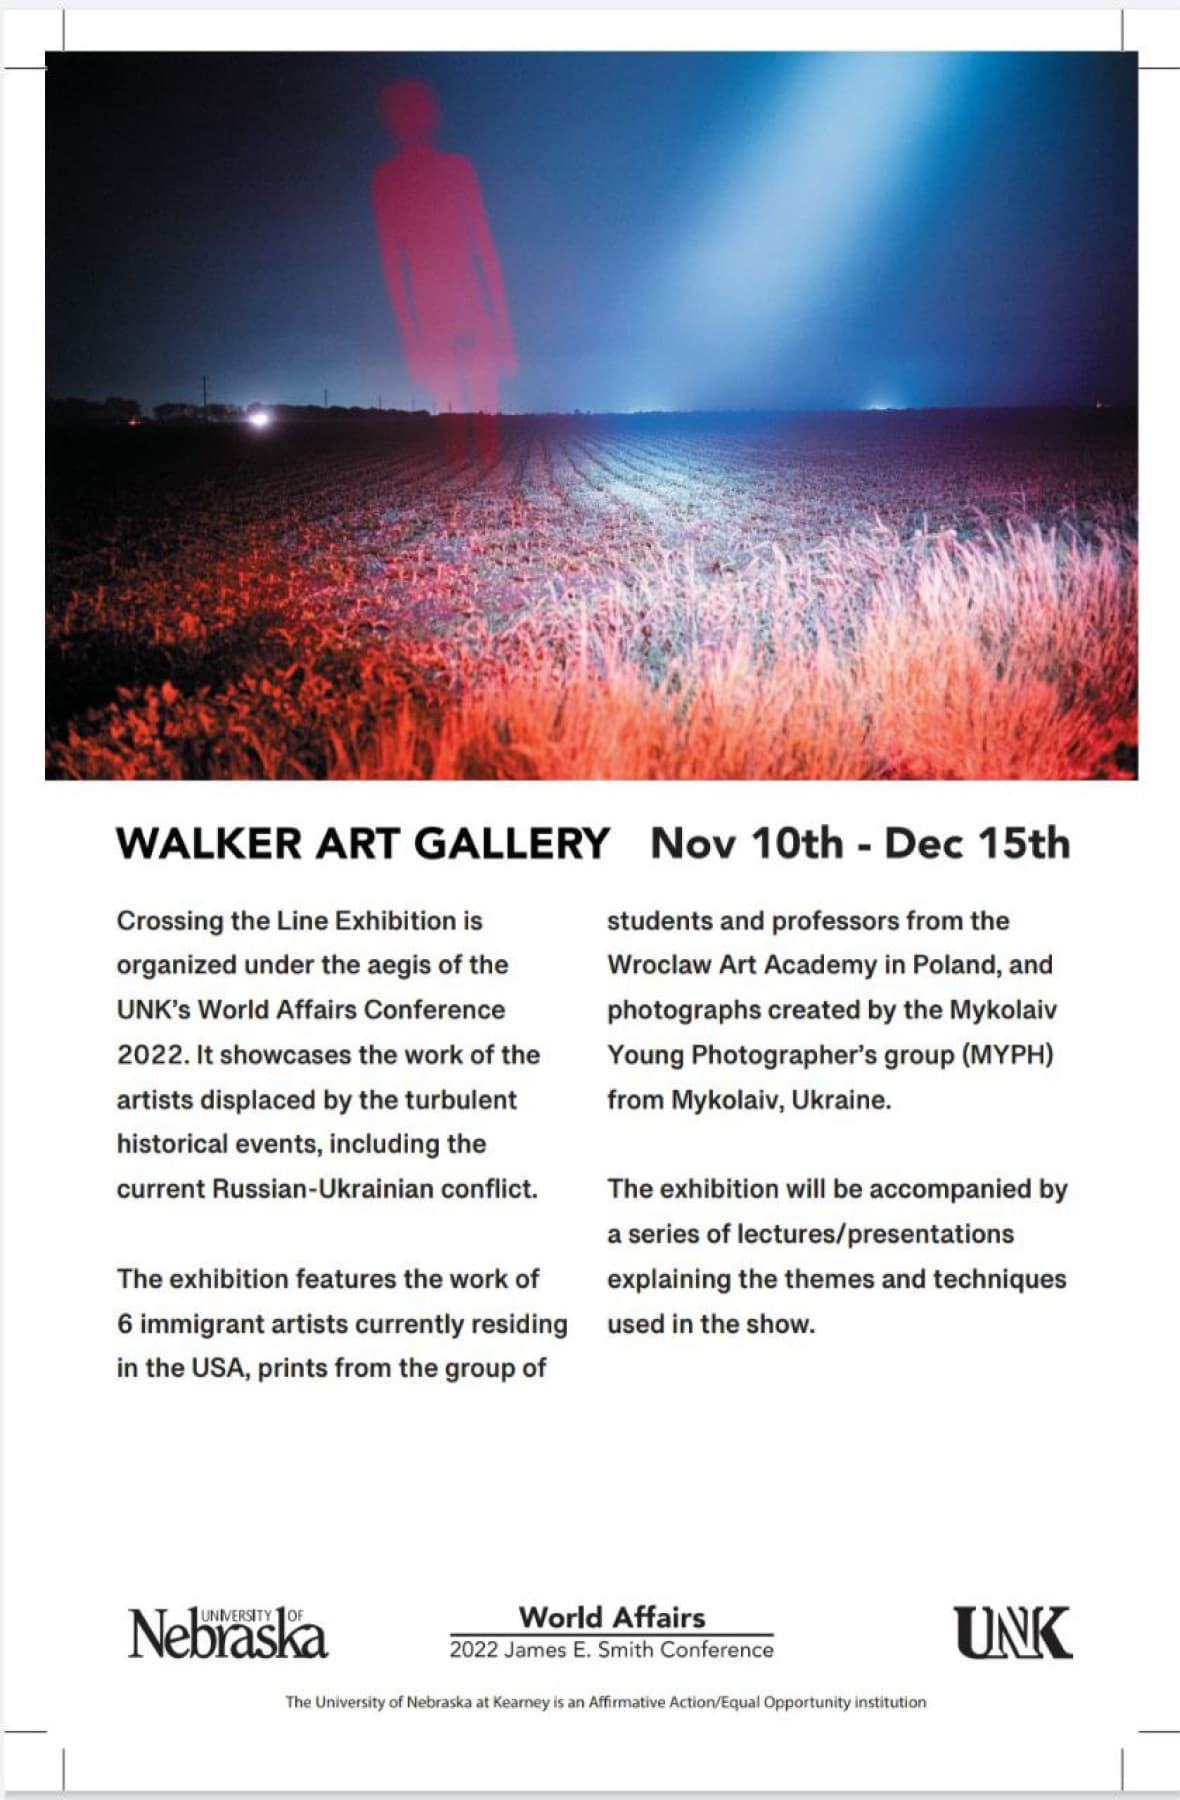 WALKER ART GALLERY Nov 10th - Dec 15th
Crossing the Line Exhibition is
organized under the aegis of the
UNK's World Affairs Conference
2022. It showcases the work of the
artists displaced by the turbulent
historical events, including the
current Russian-Ukrainian conflict.
The exhibition features the work of
6 immigrant artists currently residing
in the USA, prints from the group of
students and professors from the
Wroclaw Art Academy in Poland, and
photographs created by the Mykolaiv
Young Photographer's group (MYPH)
from Mykolaiv, Ukraine.
The exhibition will be accompanied by
a series of lectures/presentations
explaining the themes and techniques
used in the show.
UNIVERSITY OF
Nebraska
World Affairs
2022 James E. Smith Conference
UNK
The University of Nebraska at Kearney is an Affirmative Action/Equal Opportunity institution